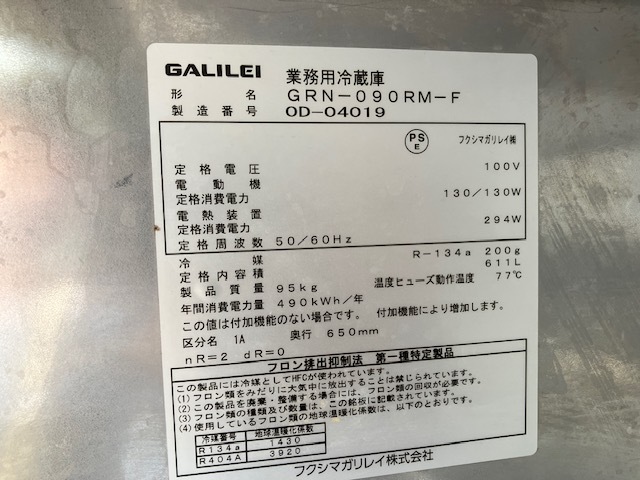 GALILEI 業務用冷蔵庫
形名 GRN-090RM-F
製造番号 0D-04019
PS E フクシマガリレイ㈱
定格電圧 100V
電動機
定格消費電力 130/130W
電熱装置
定格消費電力 294W
定格周波数 50/60Hz
冷媒 R-134a 200g
定格内容積 611L
製品質量 95kg 温度ヒューズ動作温度 77℃
年間消費電力量 490kWh/年
この値は付加機能のない場合です。 付加機能により増加します。
区分名 1A 奥行 650mm
nR=2 dR=0
フロン排出抑制法 第一種特定製品
この製品には冷媒としてHFCが使われています。
(1)フロン類をみだりに大気中に放出することは禁じられています。
(2)この製品を廃棄・整備する場合には、フロン類の回収が必要です。
(3)フロン類の種類及び数量は、この銘板に記載されています。
(4)使用しているフロン類の地球温暖化係数は、以下のとおりです。
冷媒番号 地球温暖化係数
R134a 1430
R404A 3920
フクシマガリレイ株式会社